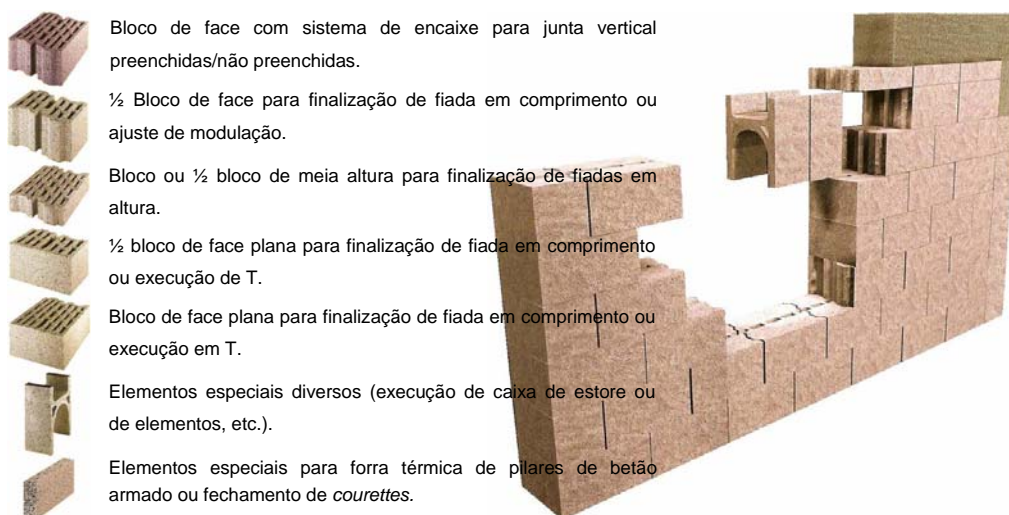 Bloco de face com sistema de encaixe para junta vertical
preenchidas/não preenchidas.
½ Bloco de face para finalização de fiada em comprimento ou
ajuste de modulação.
Bloco ou ½ bloco de meia altura para finalização de fiadas em
altura.
½ bloco de face plana para finalização de fiada em comprimento
ou execução de T.
Bloco de face plana para finalização de fiada em comprimento ou
execução em T.
Elementos especiais diversos (execução de caixa de estore ou
de elementos, etc.).
Elementos especiais para forra térmica de pilares de betão
armado ou fechamento de courettes.